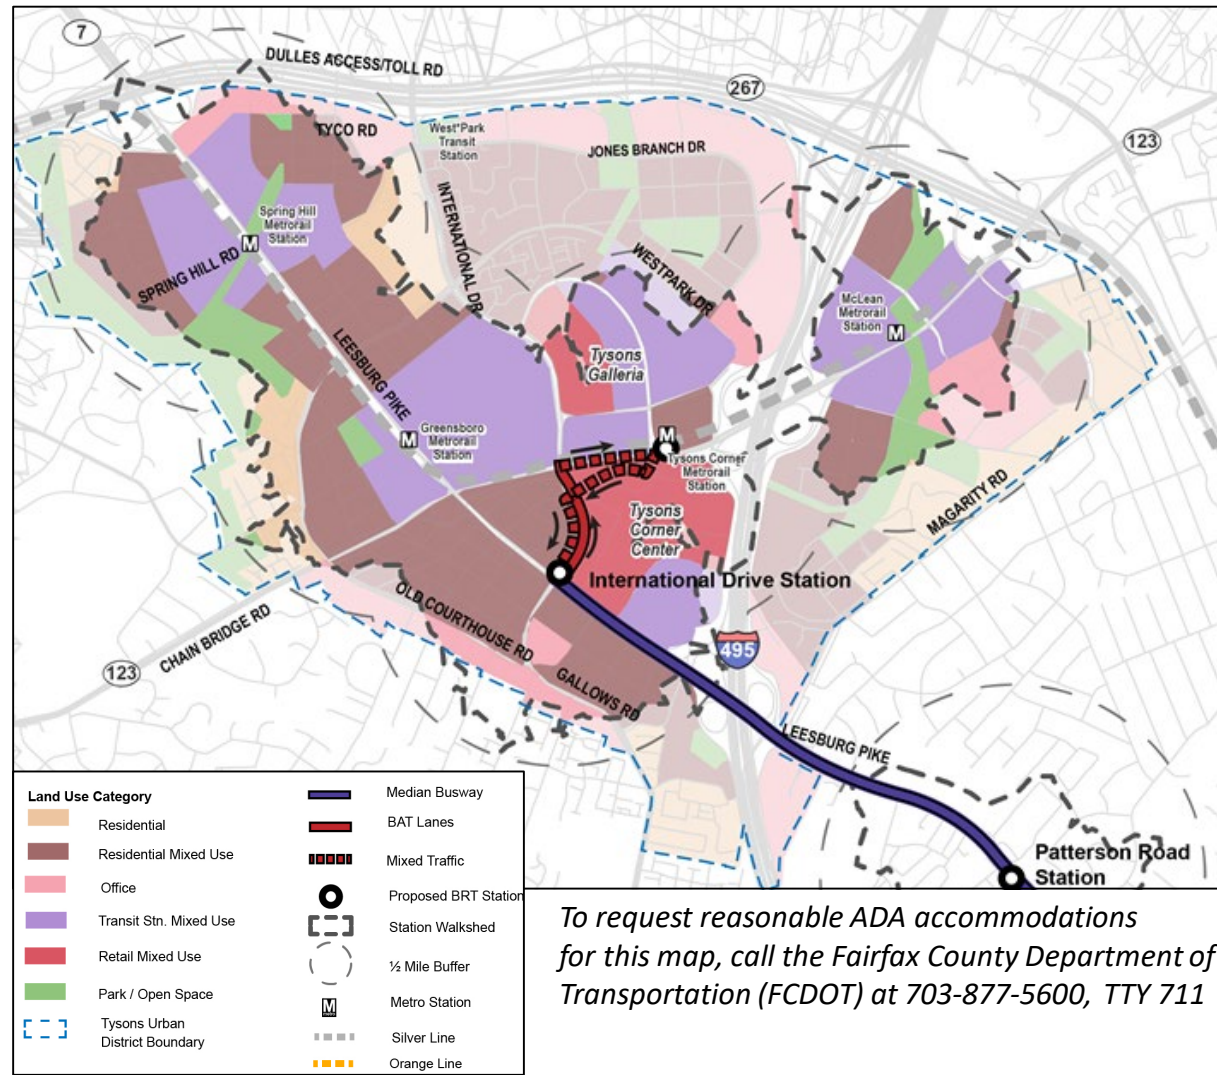 7
DULLES ACCESS/TOLL RD
267
123
TYCO RD
West*Park
Transit
Station
JONES BRANCH DR
INTERNATIONAL DR
Spring Hill
Metrorail
Station
M
SPRING HILL RD
WESTPARK DR
McLean
Metrorail
Station
M
LEESBURG PIKE
Tysons
Galleria
M
Greensboro
Metrorail
Station
M
Tysons Corner
Metrorail
Station
Tysons
Corner
Center
MAGARITY RD
International Drive Station
OLD COURTHOUSE RD
CHAIN BRIDGE RD
123
495
GALLOWS RD
LEESBURG PIKE
Patterson Road
Station
Land Use Category
Residential
Residential Mixed Use
Office
Transit Stn. Mixed Use
Retail Mixed Use
Park / Open Space
Tysons Urban
District Boundary
Median Busway
BAT Lanes
Mixed Traffic
Proposed BRT Station
Station Walkshed
½ Mile Buffer
M
Metro Station
Silver Line
Orange Line
To request reasonable ADA accommodations
for this map, call the Fairfax County Department of
Transportation (FCDOT) at 703-877-5600, TTY 711